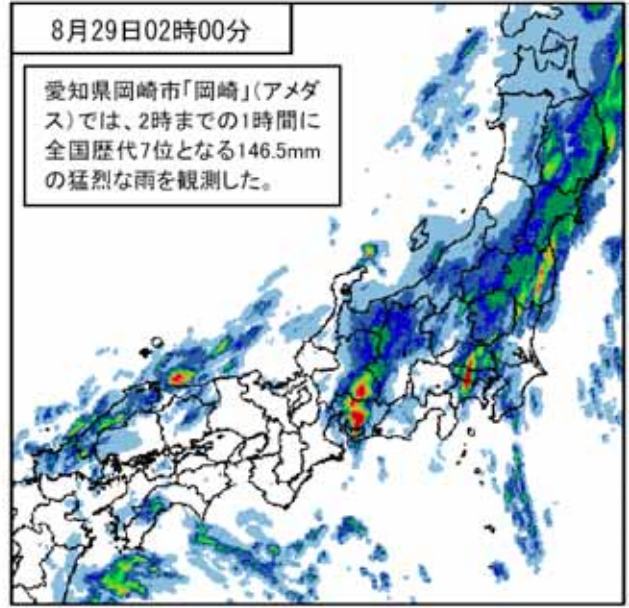 8月29日02時00分
愛知県岡崎市「岡崎」(アメダ
ス)では、2時までの1時間に
全国歴代7位となる146.5mm
の猛烈な雨を観測した。